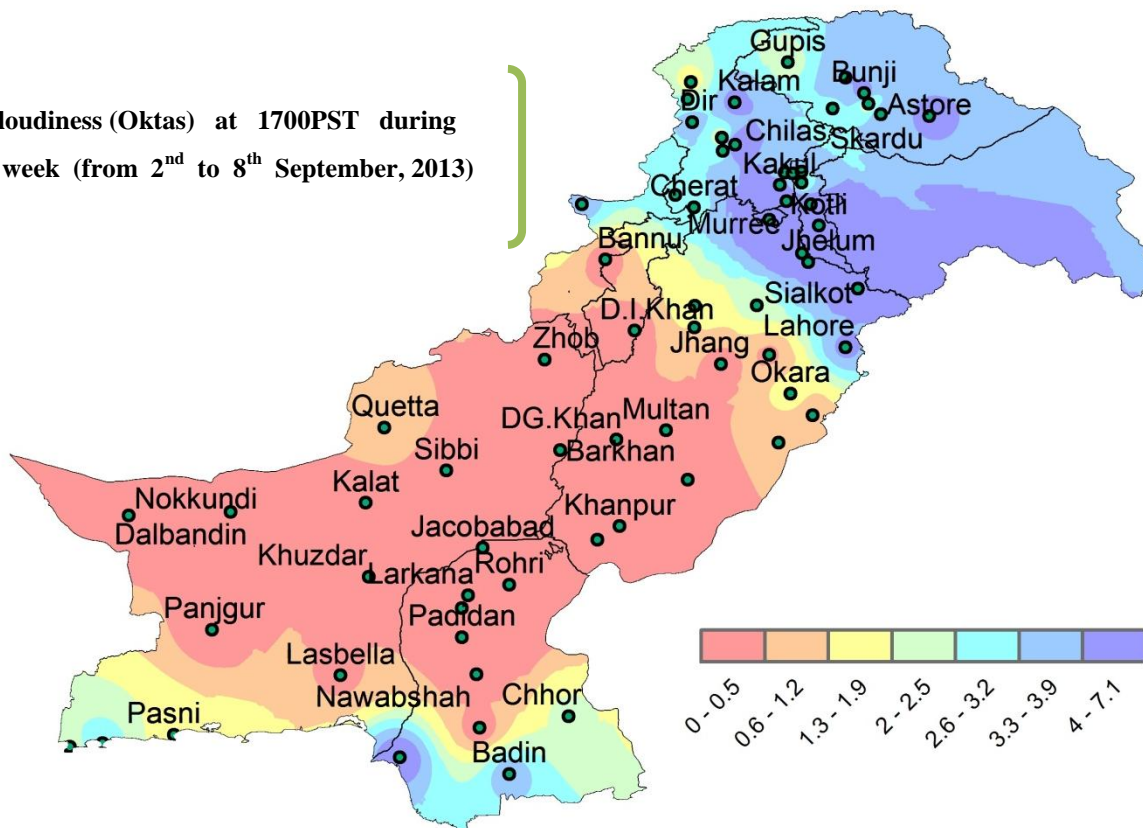 loudiness (Oktas) at 1700PST during
week (from 2nd to 8th September, 2013)
Gupis
Bunji
Kalam
Dir
Astore
Chilas
Skardu
Kakul
Cherat
Kotli
Murree
Bannu
Jhelum
D.I.Khan
Sialkot
Zhob
Lahore
Jhang
Okara
Quetta
DG.Khan
Multan
Sibbi
Barkhan
Kalat
Nokkundi
Khanpur
Dalbandin
Jacobabad
Khuzdar
Rohri
Larkana
Panjgur
Padidan
Lasbella
Nawabshah
Chhor
Pasni
Badin
0 - 0.5
0.6 - 1.2
1.3 - 1.9
2 - 2.5
2.6 - 3.2
3.3 - 3.9
4 - 7.1